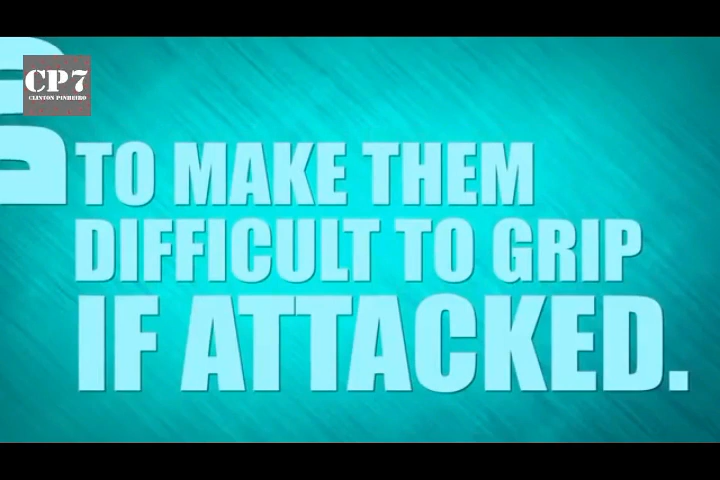 CP7
CLINTON PINHEIRO
TO MAKE THEM
DIFFICULT TO GRIP
IF ATTACKED.